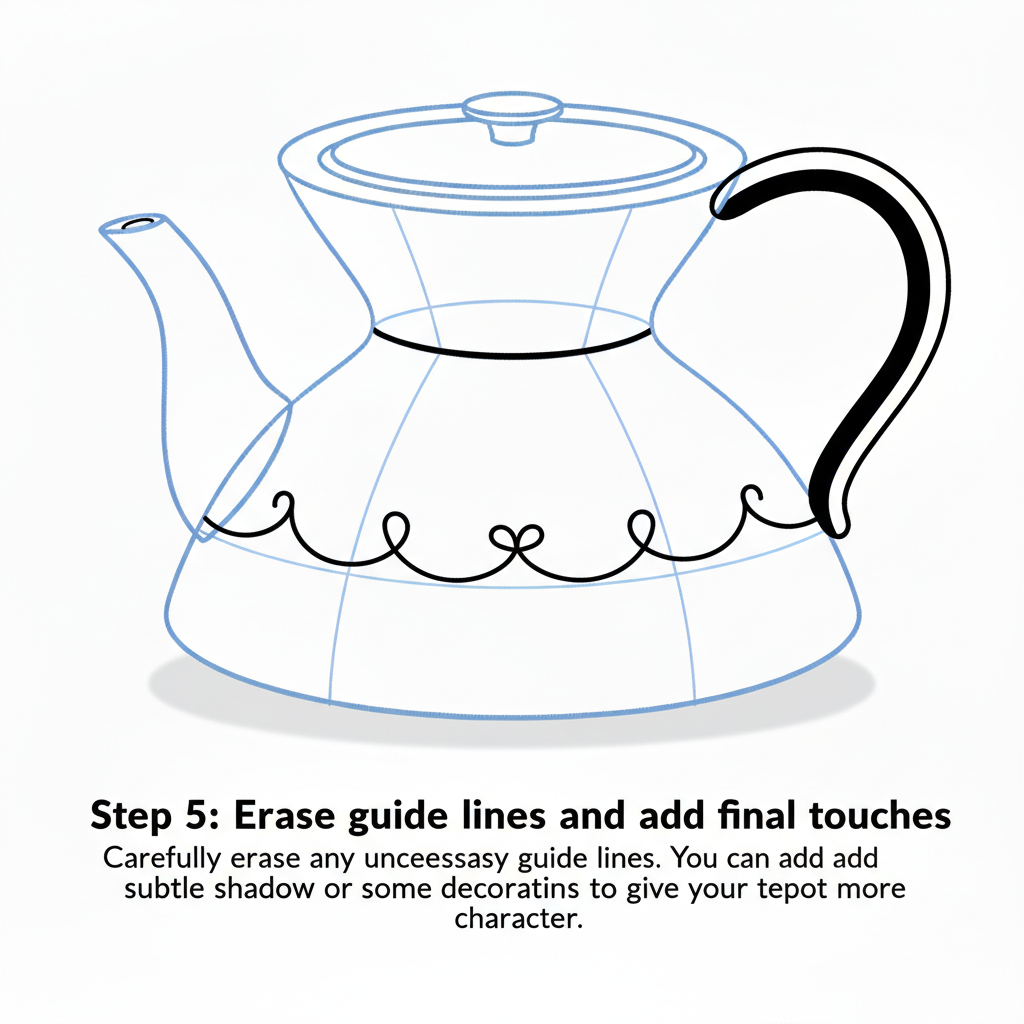 Step 5: Erase guide lines and add final touches
Carefully erase any unceessasy guide lines. You can add add
subtle shadow or some decoratins to give your tepot more
character.